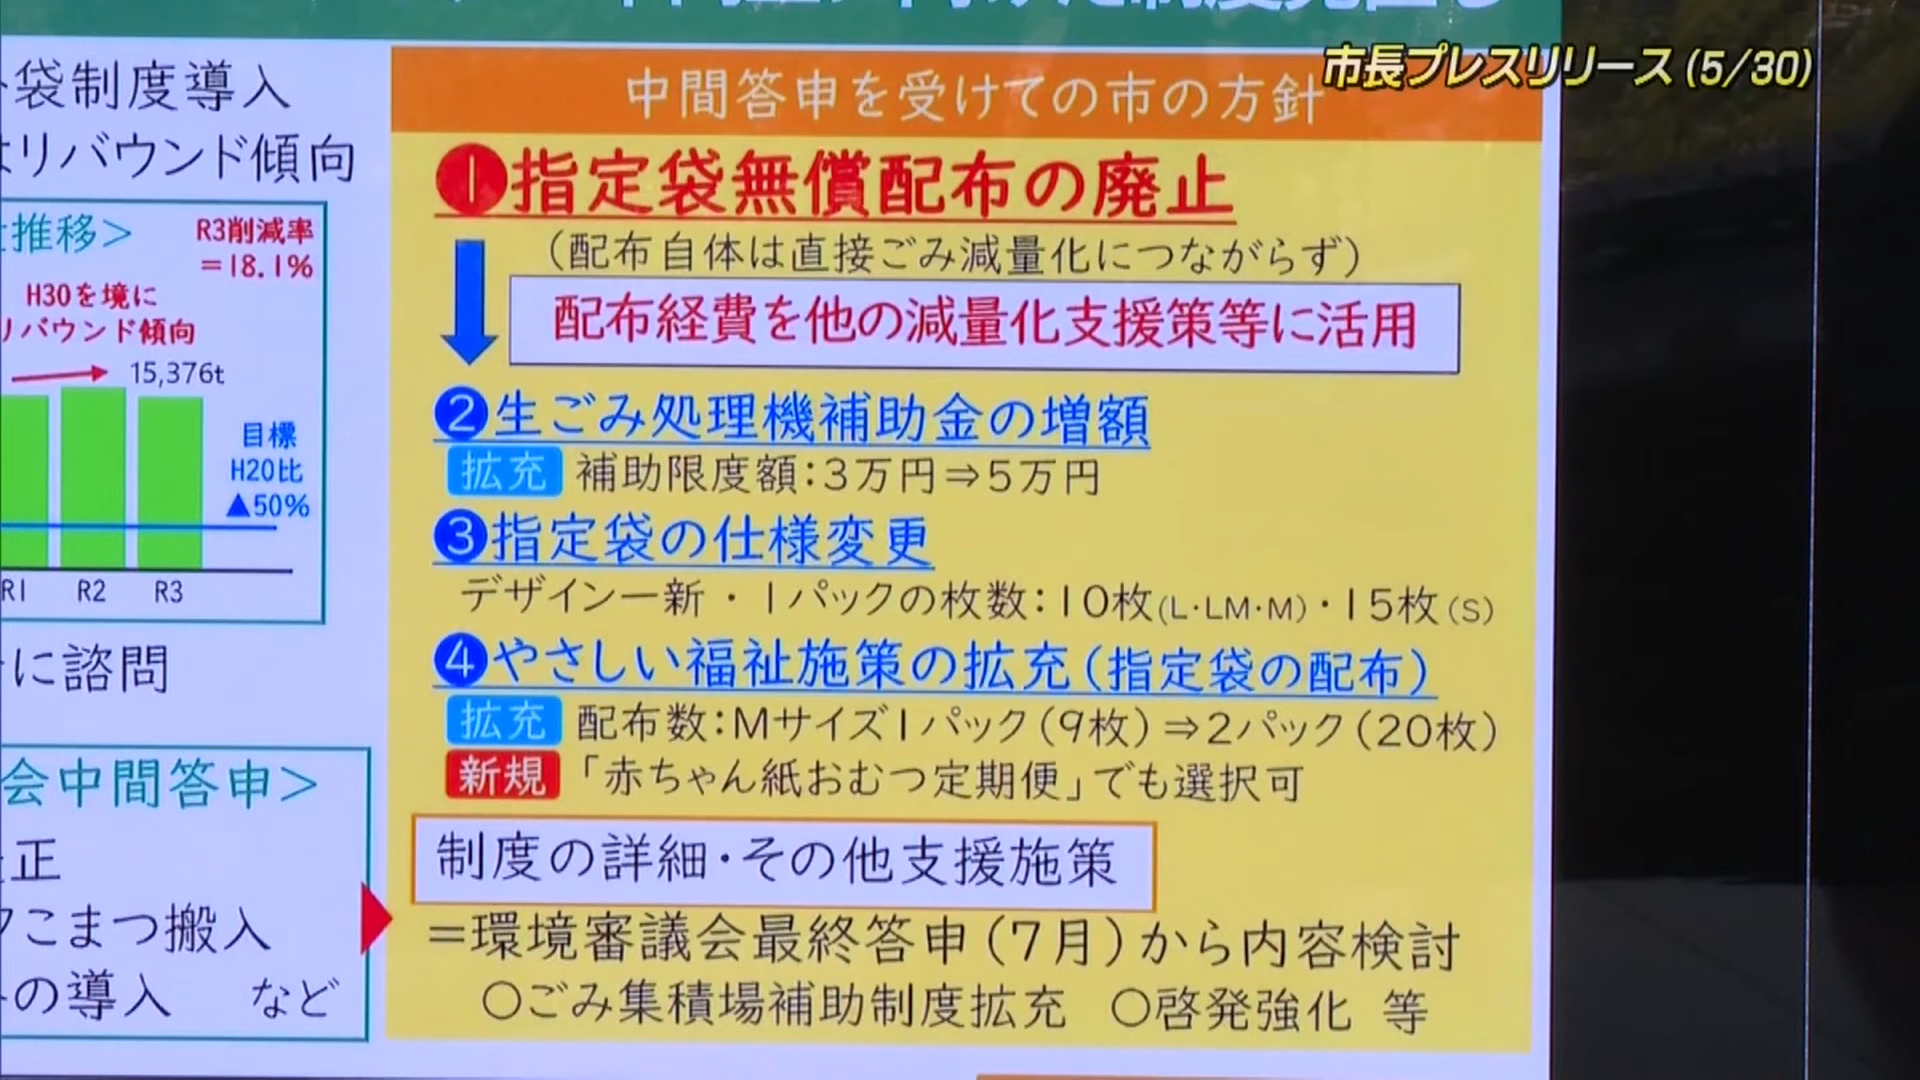 市長プレスリリース(5/30)
袋制度導入
リバウンド傾向
推移>
R3削減率
=18.1%
H30を境に
リバウンド傾向
15,376t
目標
H20比
▲50%
R1 R2 R3
に諮問
会中間答申>
正
こまつ搬入
の導入 など
中間答申を受けての市の方針
❶指定袋無償配布の廃止
(配布自体は直接ごみ減量化につながらず)
配布経費を他の減量化支援策等に活用
❷生ごみ処理機補助金の増額
拡充 補助限度額:3万円⇒5万円
❸指定袋の仕様変更
デザイン一新・1パックの枚数:10枚(L・LM・M)・15枚(S)
❹やさしい福祉施策の拡充(指定袋の配布)
拡充 配布数:Mサイズ1パック(9枚)⇒2パック(20枚)
新規 「赤ちゃん紙おむつ定期便」でも選択可
制度の詳細・その他支援施策
=環境審議会最終答申(7月)から内容検討
○ごみ集積場補助制度拡充 ○啓発強化 等